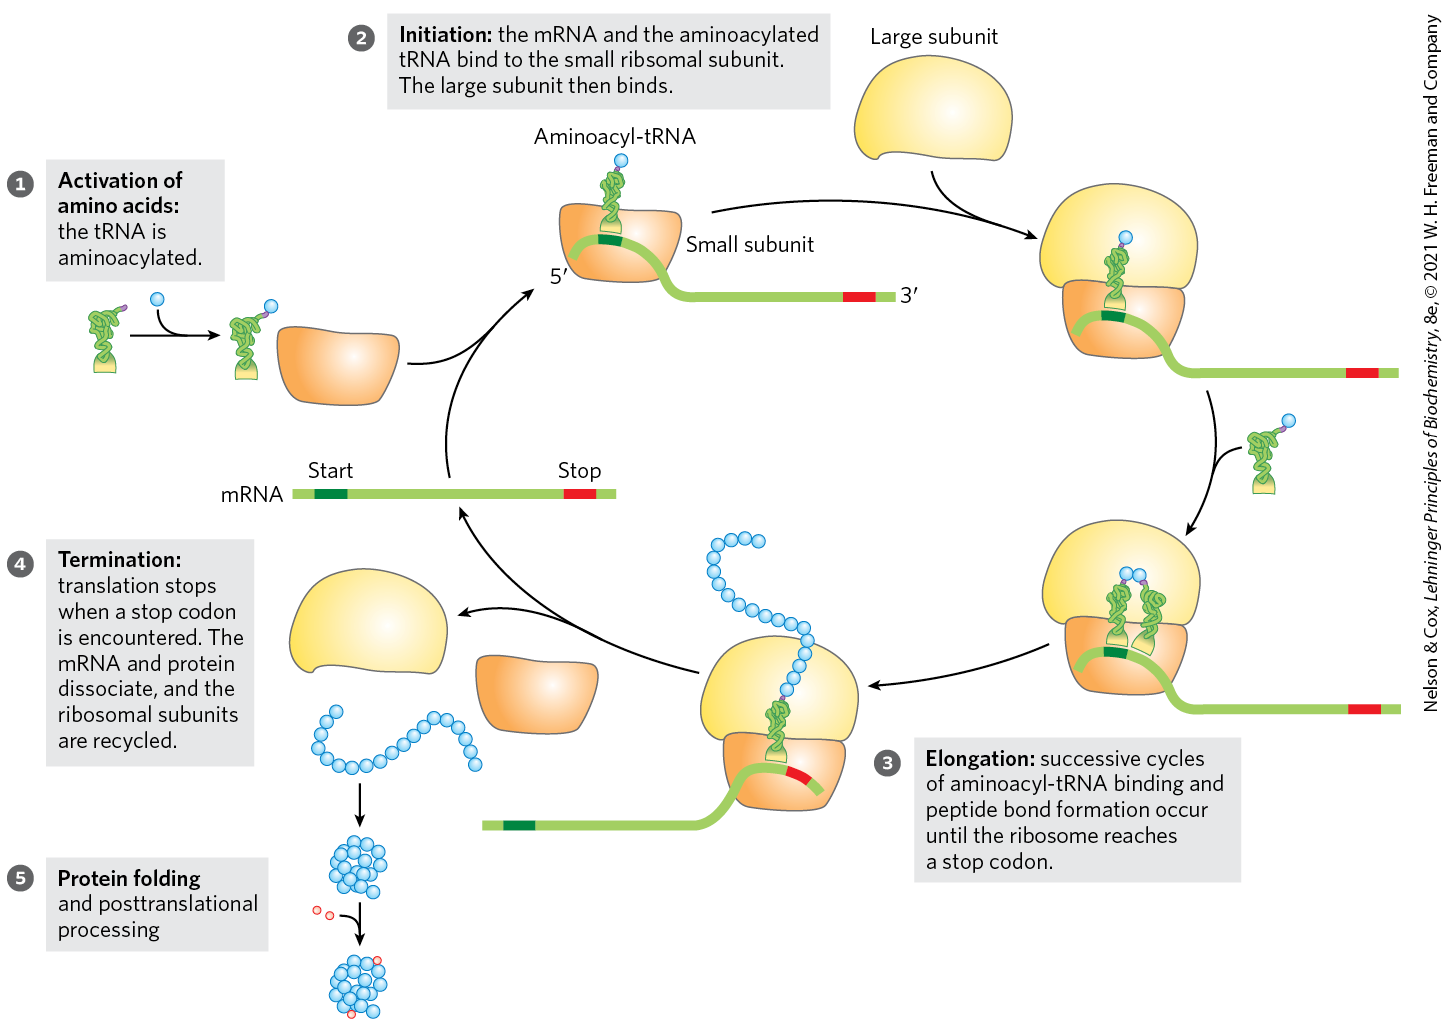 2
Initiation: the mRNA and the aminoacylated
tRNA bind to the small ribsomal subunit.
The large subunit then binds.
Large subunit
Aminoacyl-tRNA
1
Activation of
amino acids:
the tRNA is
aminoacylated.
Small subunit
5′
3′
Start
Stop
mRNA
4
Termination:
translation stops
when a stop codon
is encountered. The
mRNA and protein
dissociate, and the
ribosomal subunits
are recycled.
3
Elongation: successive cycles
of aminoacyl-tRNA binding and
peptide bond formation occur
until the ribosome reaches
a stop codon.
5
Protein folding
and posttranslational
processing
Nelson & Cox, Lehninger Principles of Biochemistry, 8e, © 2021 W. H. Freeman and Company